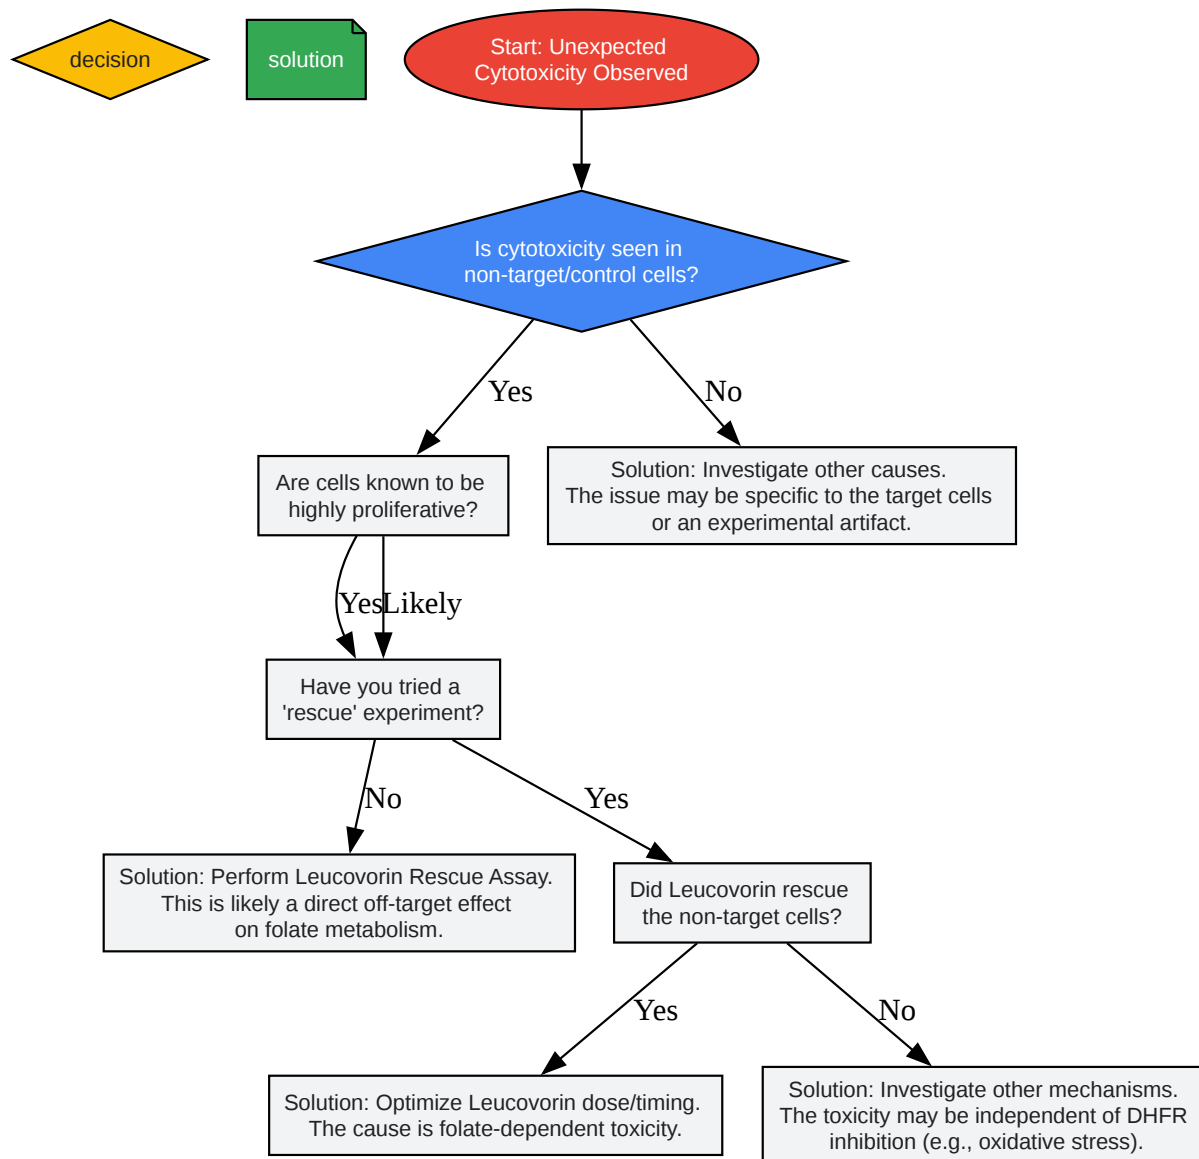 decision
solution
Start: Unexpected
Cytotoxicity Observed
Is cytotoxicity seen in
non-target/control cells?
Yes
No
Are cells known to be
highly proliferative?
Solution: Investigate other causes.
The issue may be specific to the target cells
or an experimental artifact.
Yes
Likely
Have you tried a
'rescue' experiment?
No
Yes
Solution: Perform Leucovorin Rescue Assay.
This is likely a direct off-target effect
on folate metabolism.
Did Leucovorin rescue
the non-target cells?
Yes
No
Solution: Optimize Leucovorin dose/timing.
The cause is folate-dependent toxicity.
Solution: Investigate other mechanisms.
The toxicity may be independent of DHFR
inhibition (e.g., oxidative stress).